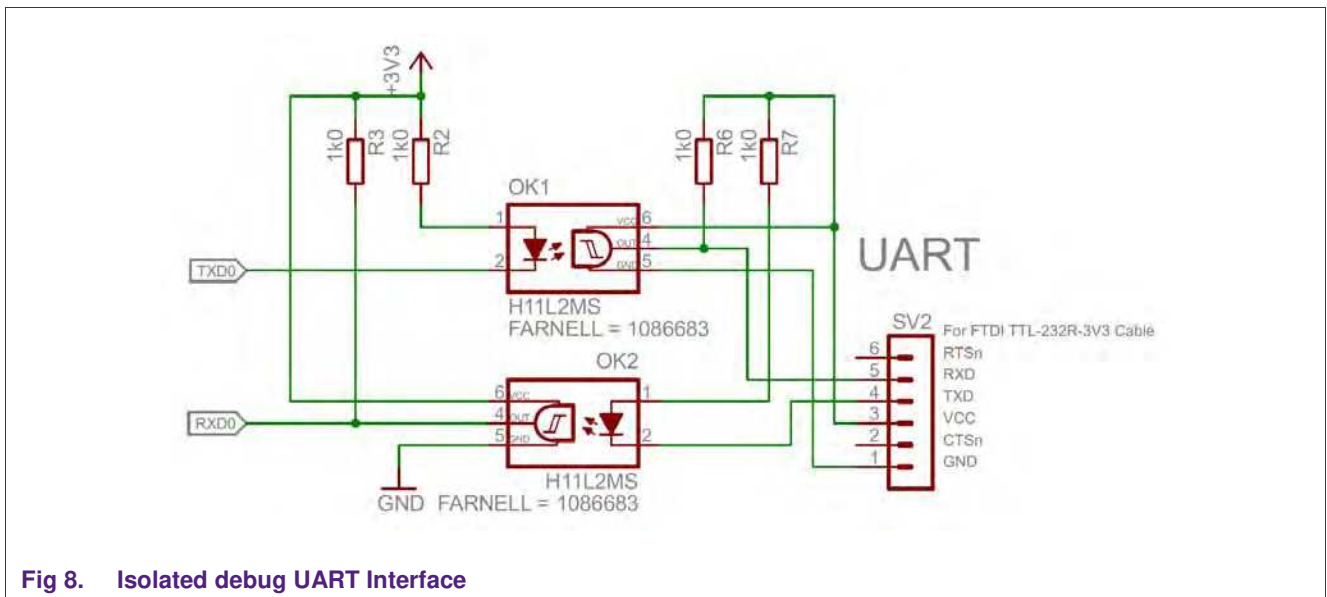 +3V3
1k0
R3
1k0
R2
1k0
R6
1k0
R7
OK1
1
2
VCC 6
OUT 4
GND 5
TXD0
H11L2MS
FARNELL = 1086683
UART
SV2
For FTDI TTL-232R-3V3 Cable
6 RTSn
5 RXD
4 TXD
3 VCC
2 CTSn
1 GND
OK2
6 VCC
4 OUT
5 GND
1
2
RXD0
GND
H11L2MS
FARNELL = 1086683
Fig 8. Isolated debug UART Interface